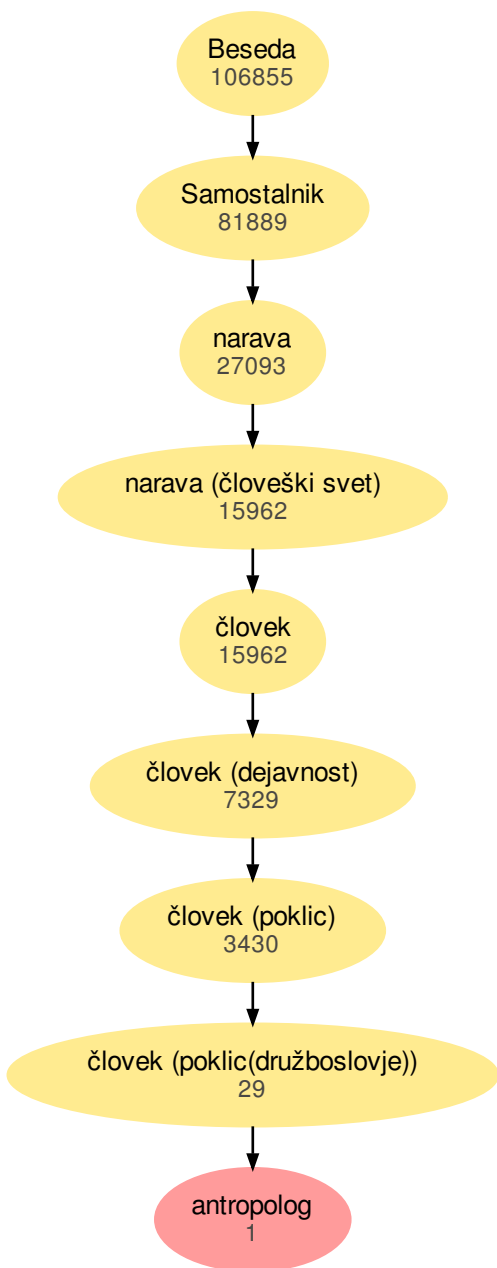 Beseda
106855
Samostalnik
81889
narava
27093
narava (človeški svet)
15962
človek
15962
človek (dejavnost)
7329
človek (poklic)
3430
človek (poklic(družboslovje))
29
antropolog
1